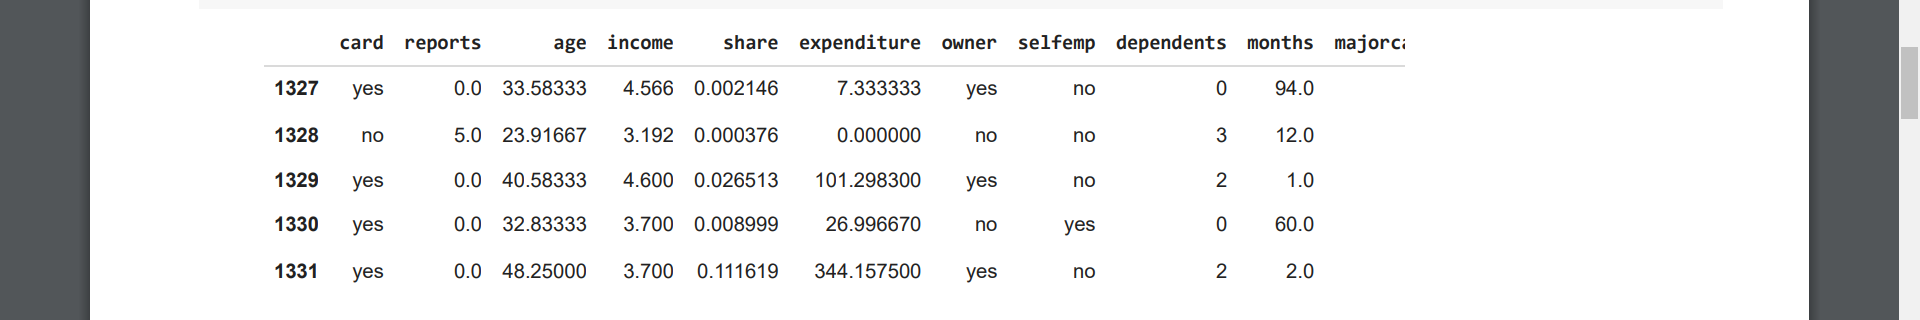 card reports age income share expenditure owner selfemp dependents months majorc
1327 yes 0.0 33.58333 4.566 0.002146 7.333333 yes no 0 94.0
1328 no 5.0 23.91667 3.192 0.000376 0.000000 no no 3 12.0
1329 yes 0.0 40.58333 4.600 0.026513 101.298300 yes no 2 1.0
1330 yes 0.0 32.83333 3.700 0.008999 26.996670 no yes 0 60.0
1331 yes 0.0 48.25000 3.700 0.111619 344.157500 yes no 2 2.0